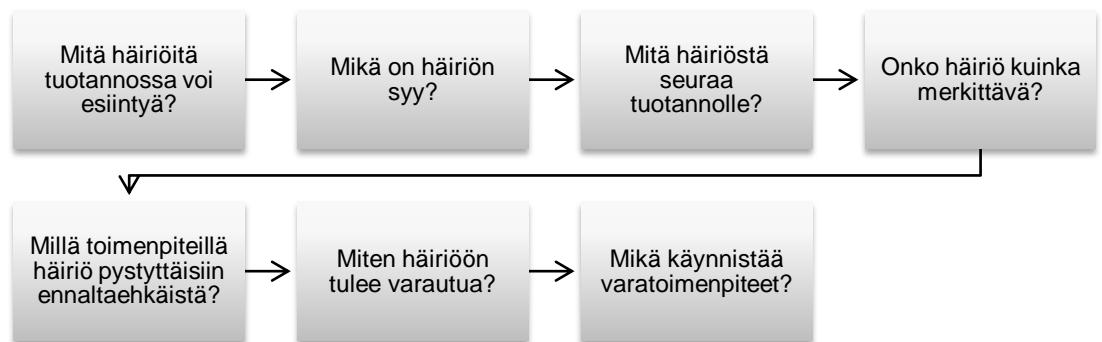 Mitä häiriöitä
tuotannossa voi
esiintyä?
Mikä on häiriön
syy?
Mitä häiriöstä
seuraa
tuotannolle?
Onko häiriö kuinka
merkittävä?
Millä toimenpiteillä
häiriö pystyttäisiin
ennaltaehkäistä?
Miten häiriöön
tulee varautua?
Mikä käynnistää
varatoimenpiteet?